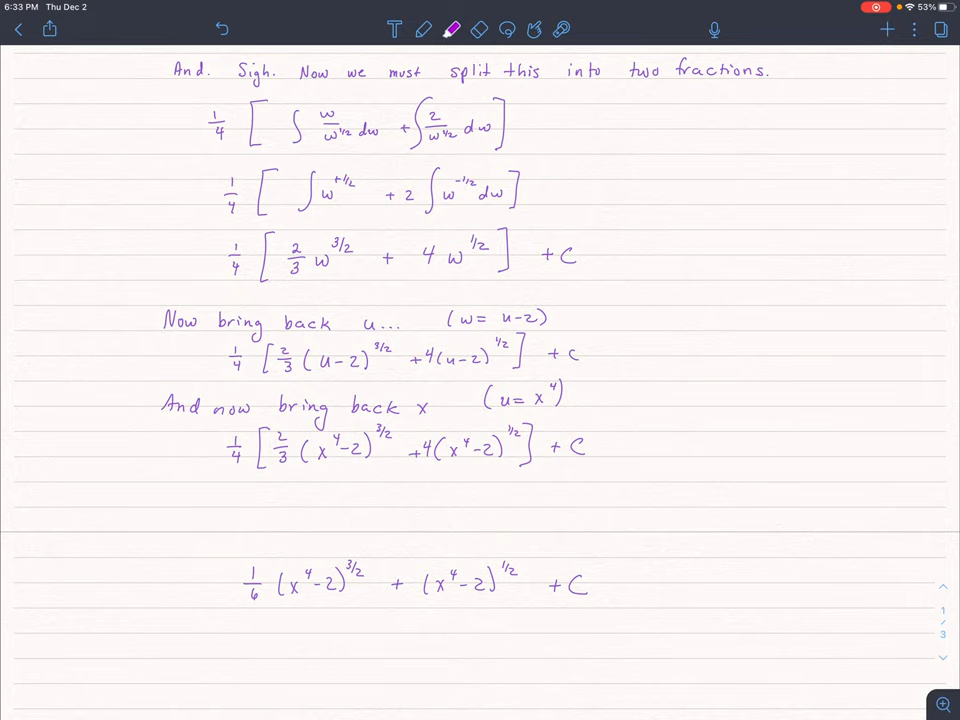 6:33 PM Thu Dec 2 53%
And. Sigh. Now we must split this into two fractions.
1/4 [ ∫ w/w^1/2 dw + ∫ 2/w^1/2 dw ]
1/4 [ ∫ w^+1/2 + 2 ∫ w^-1/2 dw ]
1/4 [ 2/3 w^3/2 + 4 w^1/2 ] + C
Now bring back u... (w = u-2)
1/4 [ 2/3 (u-2)^3/2 + 4(u-2)^1/2 ] + C
And now bring back x (u = x^4)
1/4 [ 2/3 (x^4-2)^3/2 + 4(x^4-2)^1/2 ] + C
1/6 (x^4-2)^3/2 + (x^4-2)^1/2 + C
1
/
3